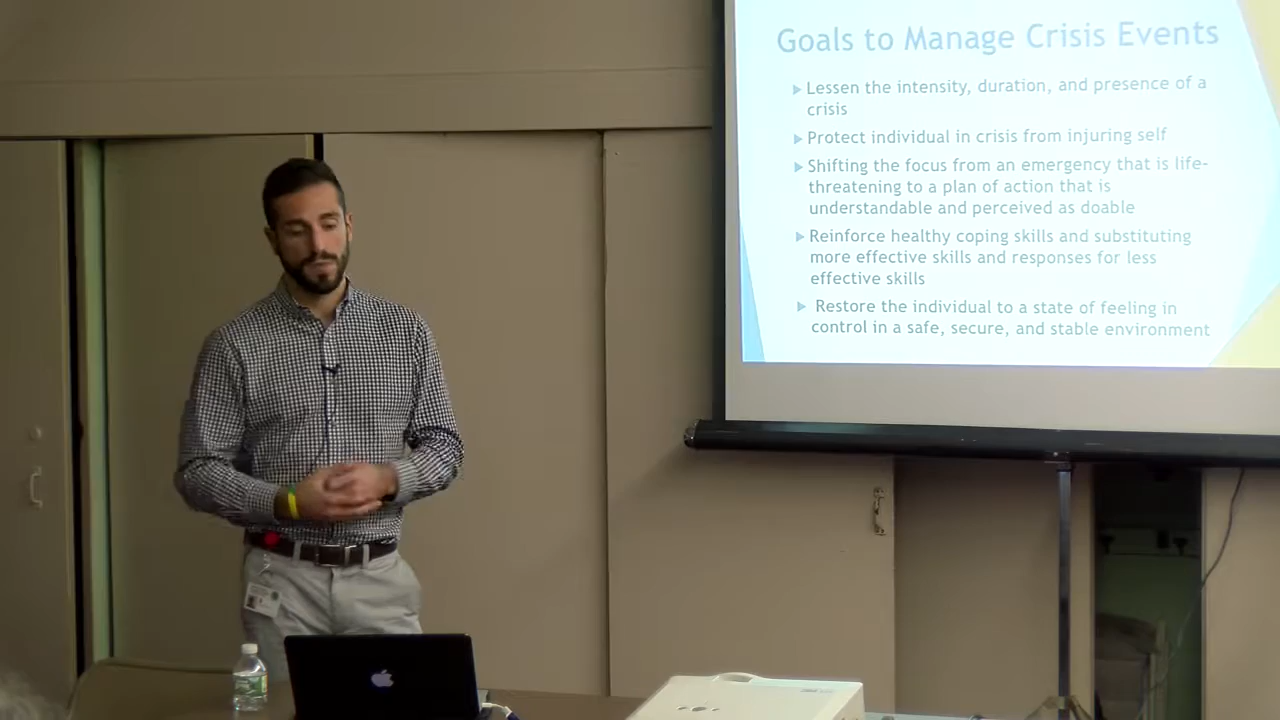 Goals to Manage Crisis Events
Lessen the intensity, duration, and presence of a
crisis
Protect individual in crisis from injuring self
Shifting the focus from an emergency that is life-
threatening to a plan of action that is
understandable and perceived as doable
Reinforce healthy coping skills and substituting
more effective skills and responses for less
effective skills
Restore the individual to a state of feeling in
control in a safe, secure, and stable environment